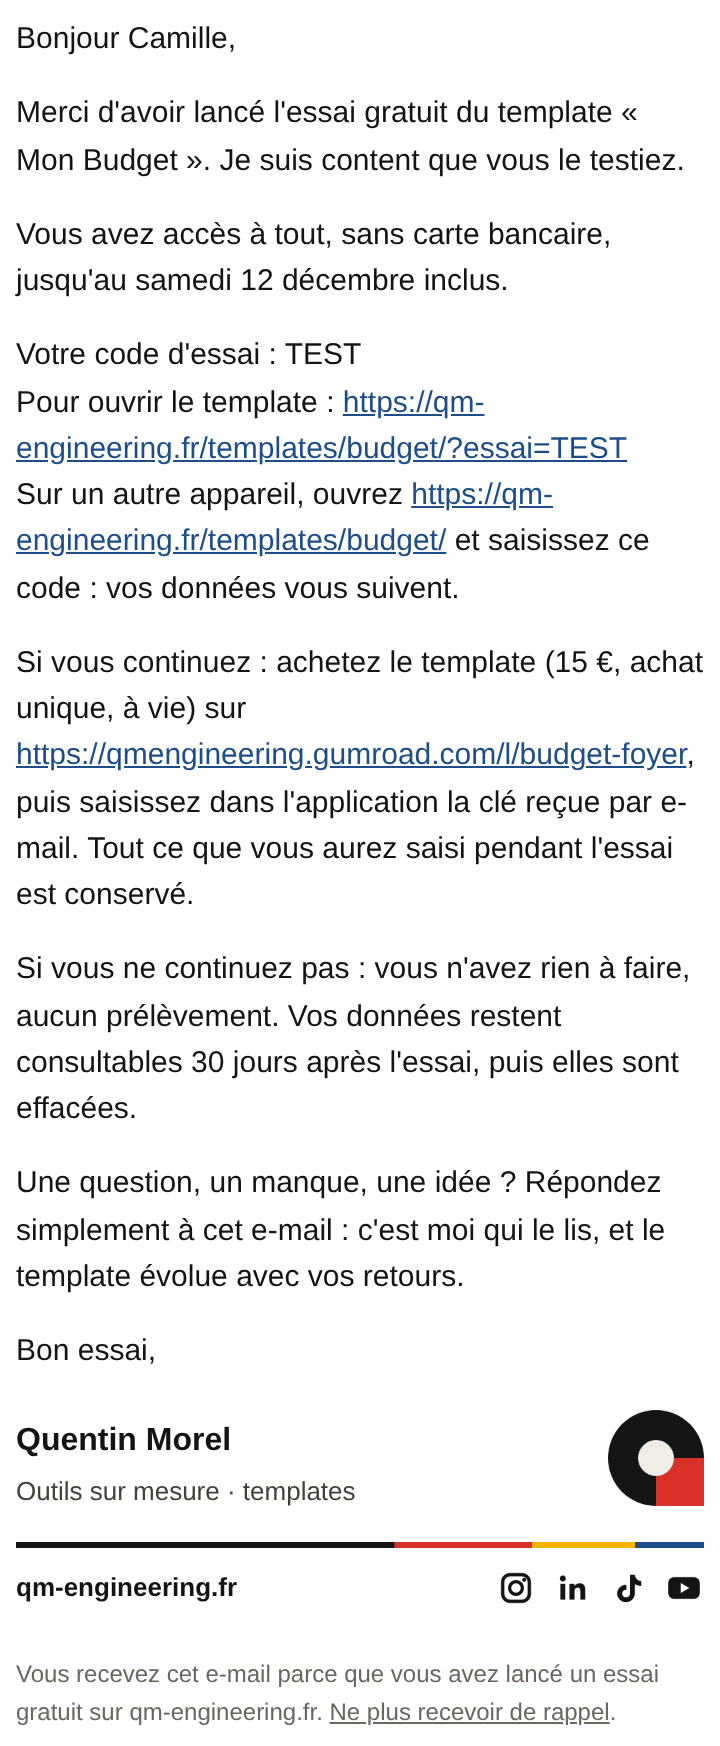 Bonjour Camille,
Merci d'avoir lancé l'essai gratuit du template «
Mon Budget ». Je suis content que vous le testiez.
Vous avez accès à tout, sans carte bancaire,
jusqu'au samedi 12 décembre inclus.
Votre code d'essai : TEST
Pour ouvrir le template : https://qm-
engineering.fr/templates/budget/?essai=TEST
Sur un autre appareil, ouvrez https://qm-
engineering.fr/templates/budget/ et saisissez ce
code : vos données vous suivent.
Si vous continuez : achetez le template (15 €, achat
unique, à vie) sur
https://qmengineering.gumroad.com/l/budget-foyer,
puis saisissez dans l'application la clé reçue par e-
mail. Tout ce que vous aurez saisi pendant l'essai
est conservé.
Si vous ne continuez pas : vous n'avez rien à faire,
aucun prélèvement. Vos données restent
consultables 30 jours après l'essai, puis elles sont
effacées.
Une question, un manque, une idée ? Répondez
simplement à cet e-mail : c'est moi qui le lis, et le
template évolue avec vos retours.
Bon essai,
Quentin Morel
Outils sur mesure · templates
qm-engineering.fr
Vous recevez cet e-mail parce que vous avez lancé un essai
gratuit sur qm-engineering.fr. Ne plus recevoir de rappel.